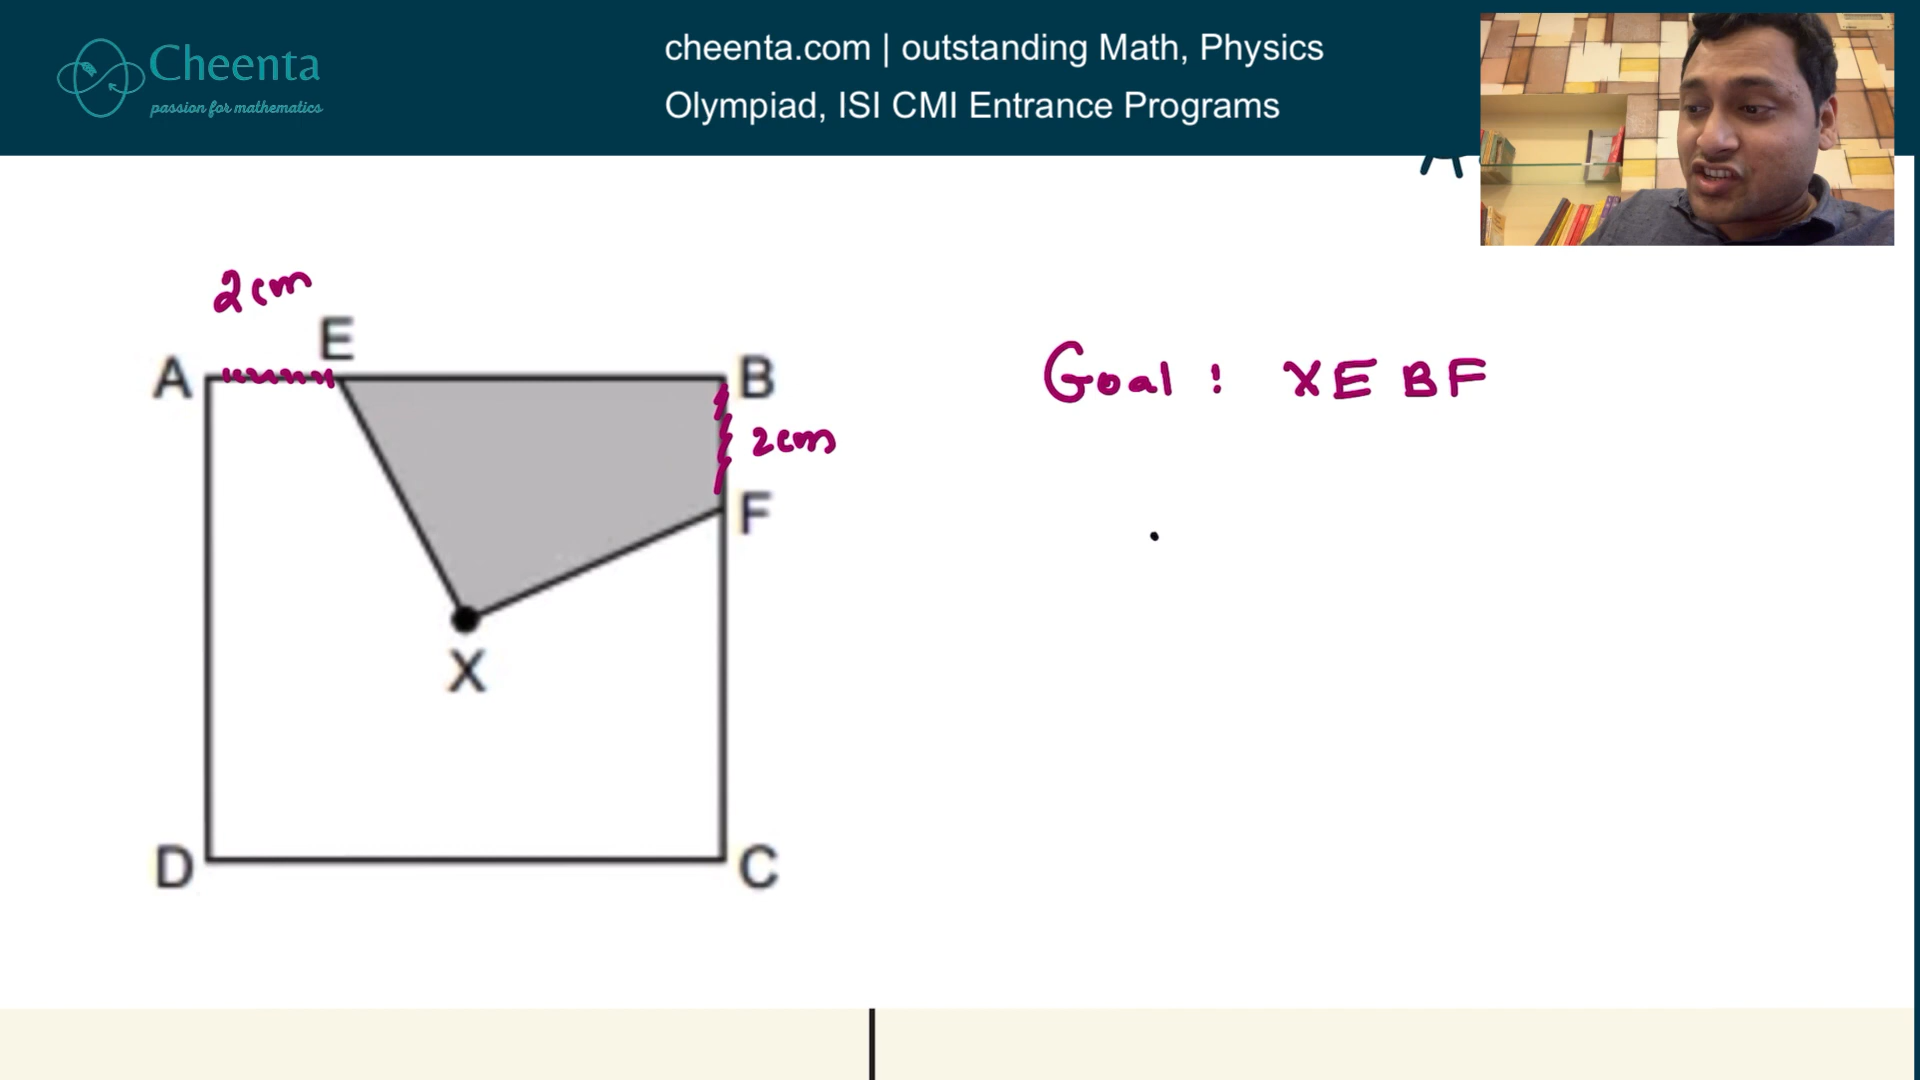 Cheenta
passion for mathematics
cheenta.com | outstanding Math, Physics
Olympiad, ISI CMI Entrance Programs
2cm
E
A
B
2cm
F
X
D
C
Goal : XEBF